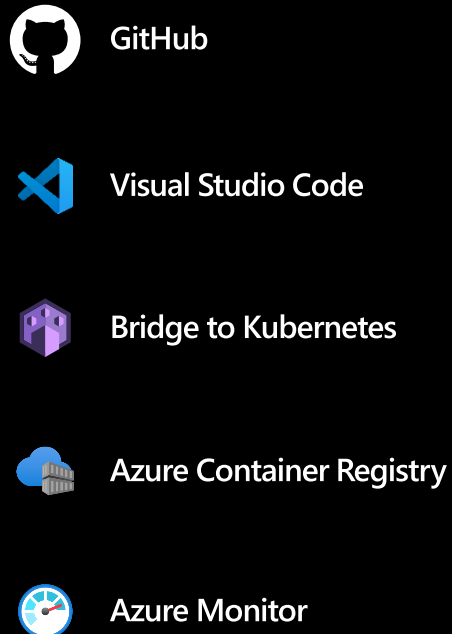 GitHub
Visual Studio Code
Bridge to Kubernetes
Azure Container Registry
Azure Monitor